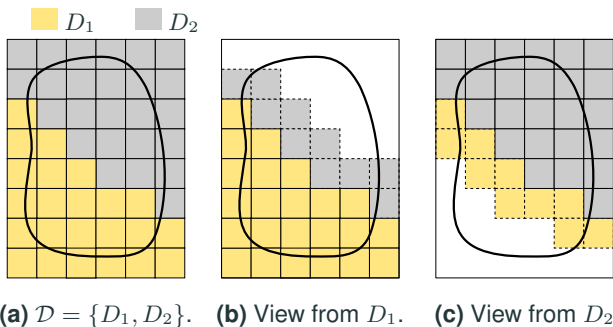 D₁ D₂
(a) 𝒟 = {D₁, D₂}. (b) View from D₁. (c) View from D₂